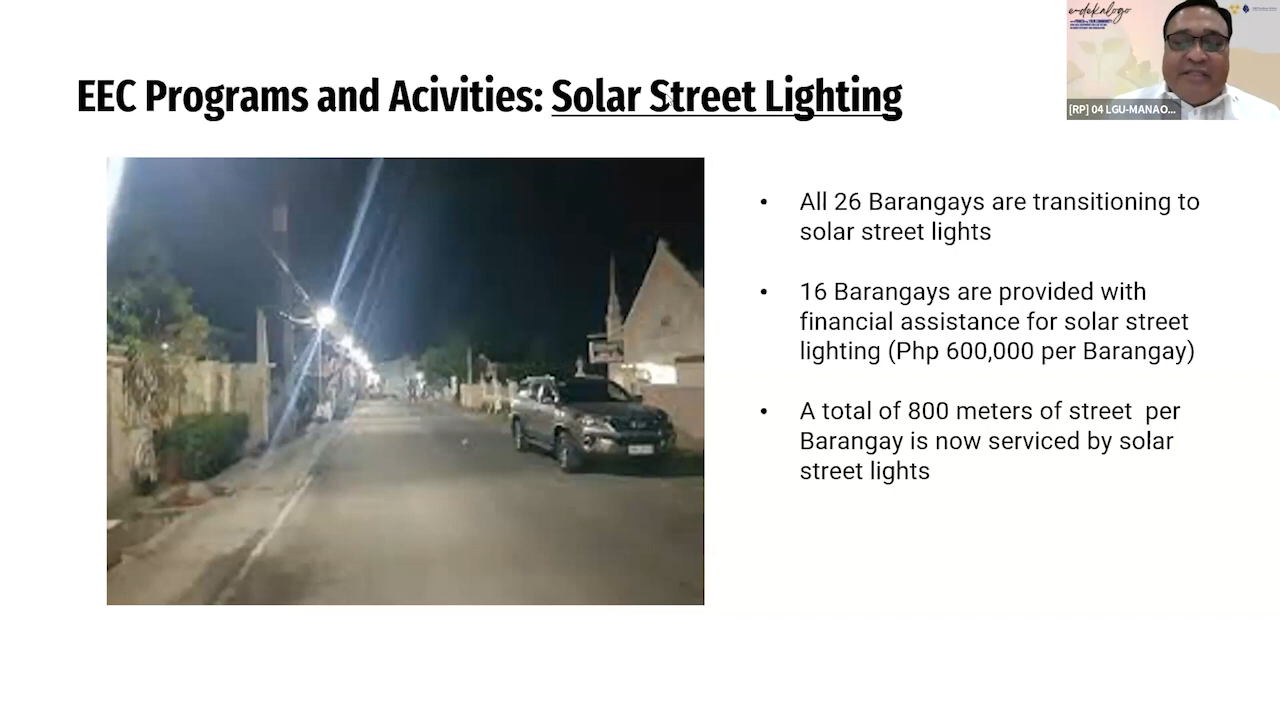 EEC Programs and Acivities: Solar Street Lighting
[RP] 04 LGU-MANAO...
• All 26 Barangays are transitioning to
solar street lights
• 16 Barangays are provided with
financial assistance for solar street
lighting (Php 600,000 per Barangay)
• A total of 800 meters of street per
Barangay is now serviced by solar
street lights